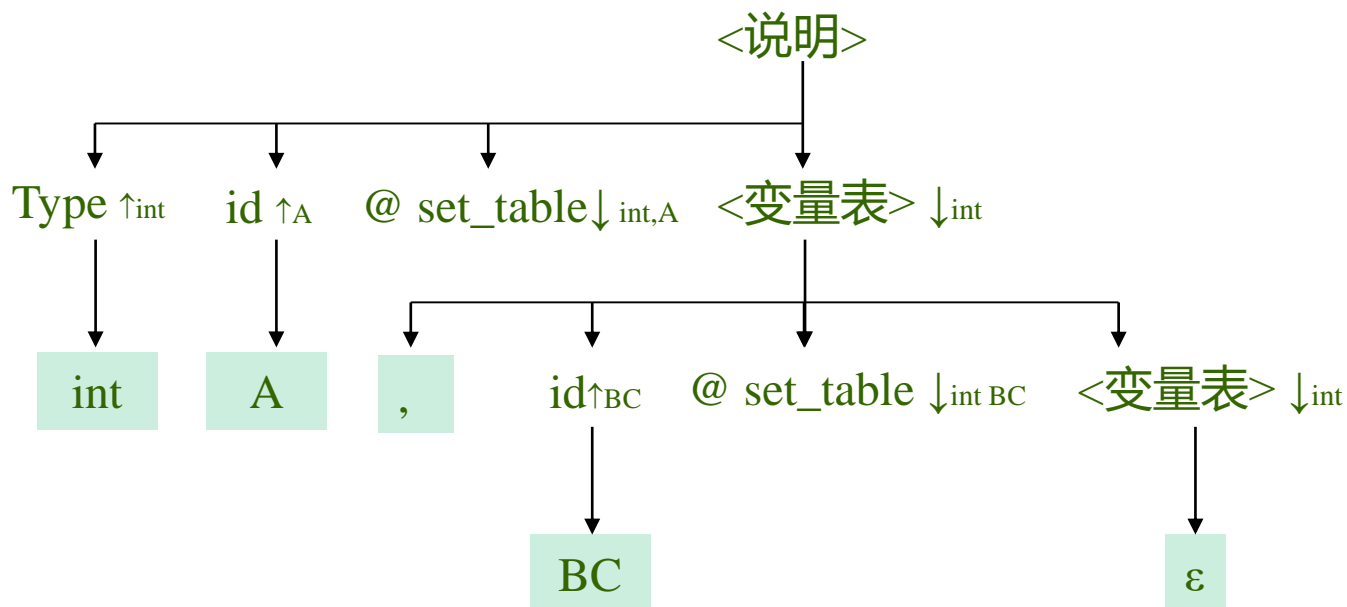 <说明>
Type ↑int id ↑A @ set_table↓ int,A <变量表> ↓int
int A , id↑BC @ set_table ↓int BC <变量表> ↓int
BC ε